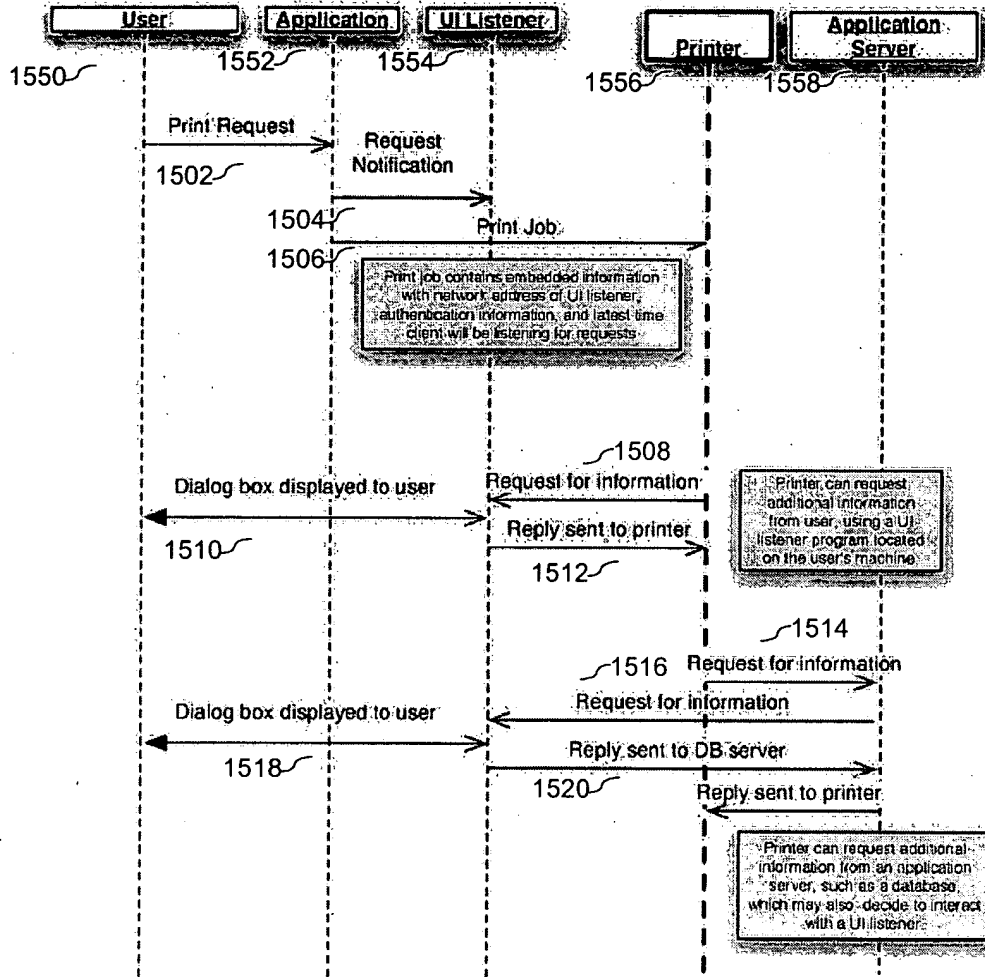 User
Application
UI Listener
Printer
Application
Server
1550
1552
1554
1556
1558
Print Request
1502
Request
Notification
1504
Print Job
1506
Print job contains embedded information
with network address of UI listener,
authentication information, and latest time
client will be listening for requests
1508
Request for information
Dialog box displayed to user
1510
Reply sent to printer
1512
Printer can request
additional information
from user, using a UI
listener program located
on the user's machine
1514
Request for information
1516
Request for information
Dialog box displayed to user
1518
Reply sent to DB server
1520
Reply sent to printer
Printer can request additional
information from an application
server, such as a database,
which may also decide to interact
with a UI listener